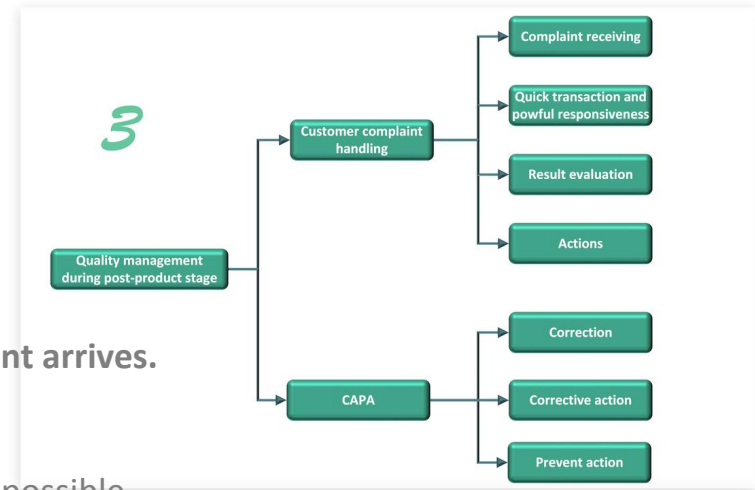 3
Complaint receiving
Quick transaction and
powful responsiveness
Customer complaint
handling
Result evaluation
Actions
Quality management
during post-product stage
Correction
nt arrives.
CAPA
Corrective action
Prevent action
possible